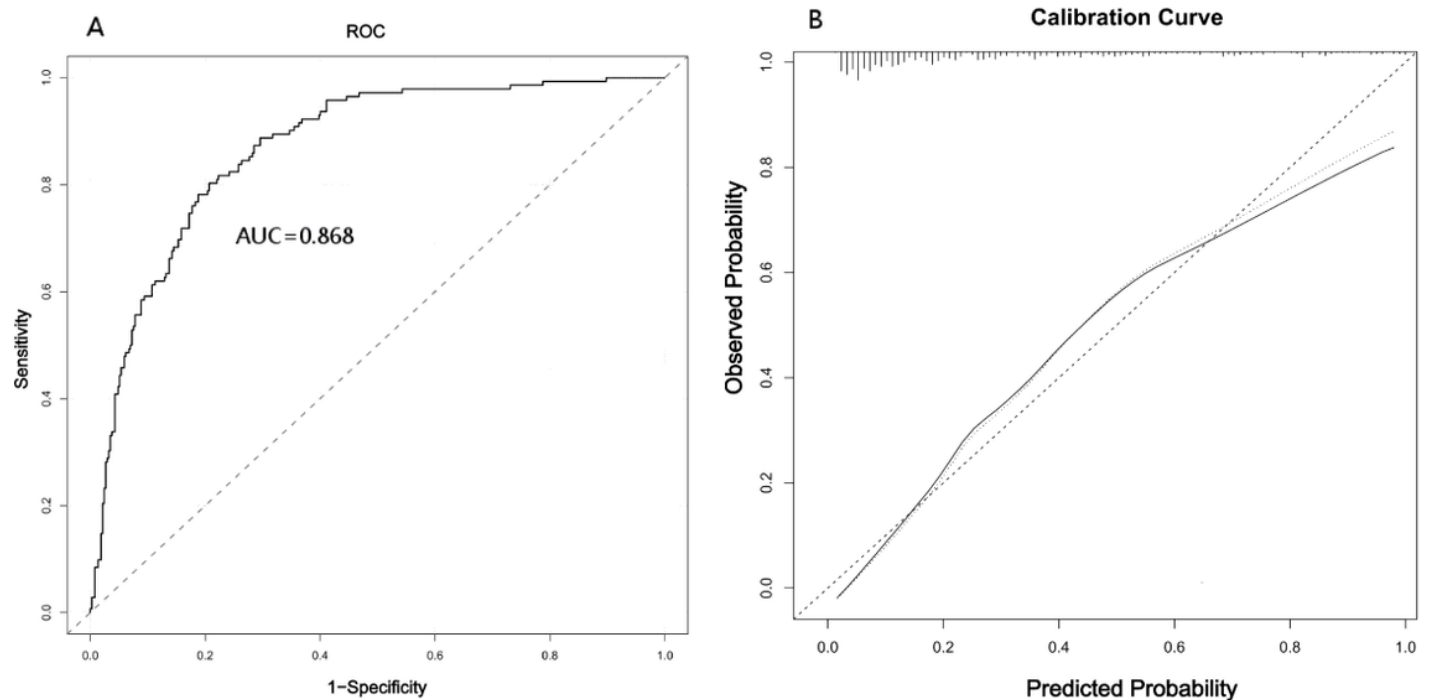 A
ROC
1.0
0.8
0.6
0.4
0.2
0.0
Sensitivity
AUC=0.868
0.0 0.2 0.4 0.6 0.8 1.0
1−Specificity
B
Calibration Curve
1.0
0.8
0.6
0.4
0.2
0.0
Observed Probability
0.0 0.2 0.4 0.6 0.8 1.0
Predicted Probability